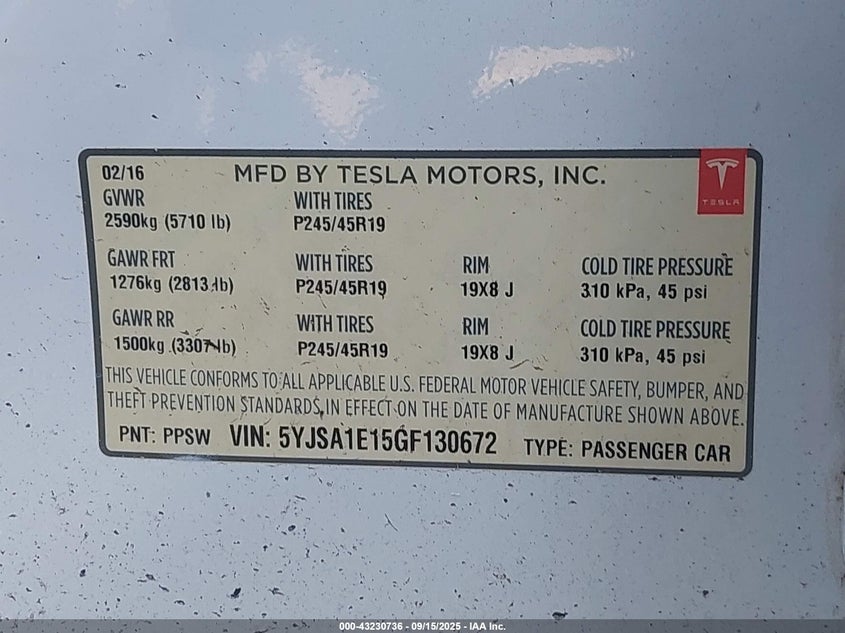 02/16 MFD BY TESLA MOTORS, INC.
TESLA
GVWR WITH TIRES
2590kg (5710 lb) P245/45R19
GAWR FRT WITH TIRES RIM COLD TIRE PRESSURE
1276kg (2813 lb) P245/45R19 19X8 J 310 kPa, 45 psi
GAWR RR WITH TIRES RIM COLD TIRE PRESSURE
1500kg (3307 lb) P245/45R19 19X8 J 310 kPa, 45 psi
THIS VEHICLE CONFORMS TO ALL APPLICABLE U.S. FEDERAL MOTOR VEHICLE SAFETY, BUMPER, AND
THEFT PREVENTION STANDARDS IN EFFECT ON THE DATE OF MANUFACTURE SHOWN ABOVE.
PNT: PPSW VIN: 5YJSA1E15GF130672 TYPE: PASSENGER CAR
000-43230736 - 09/15/2025 - IAA Inc.